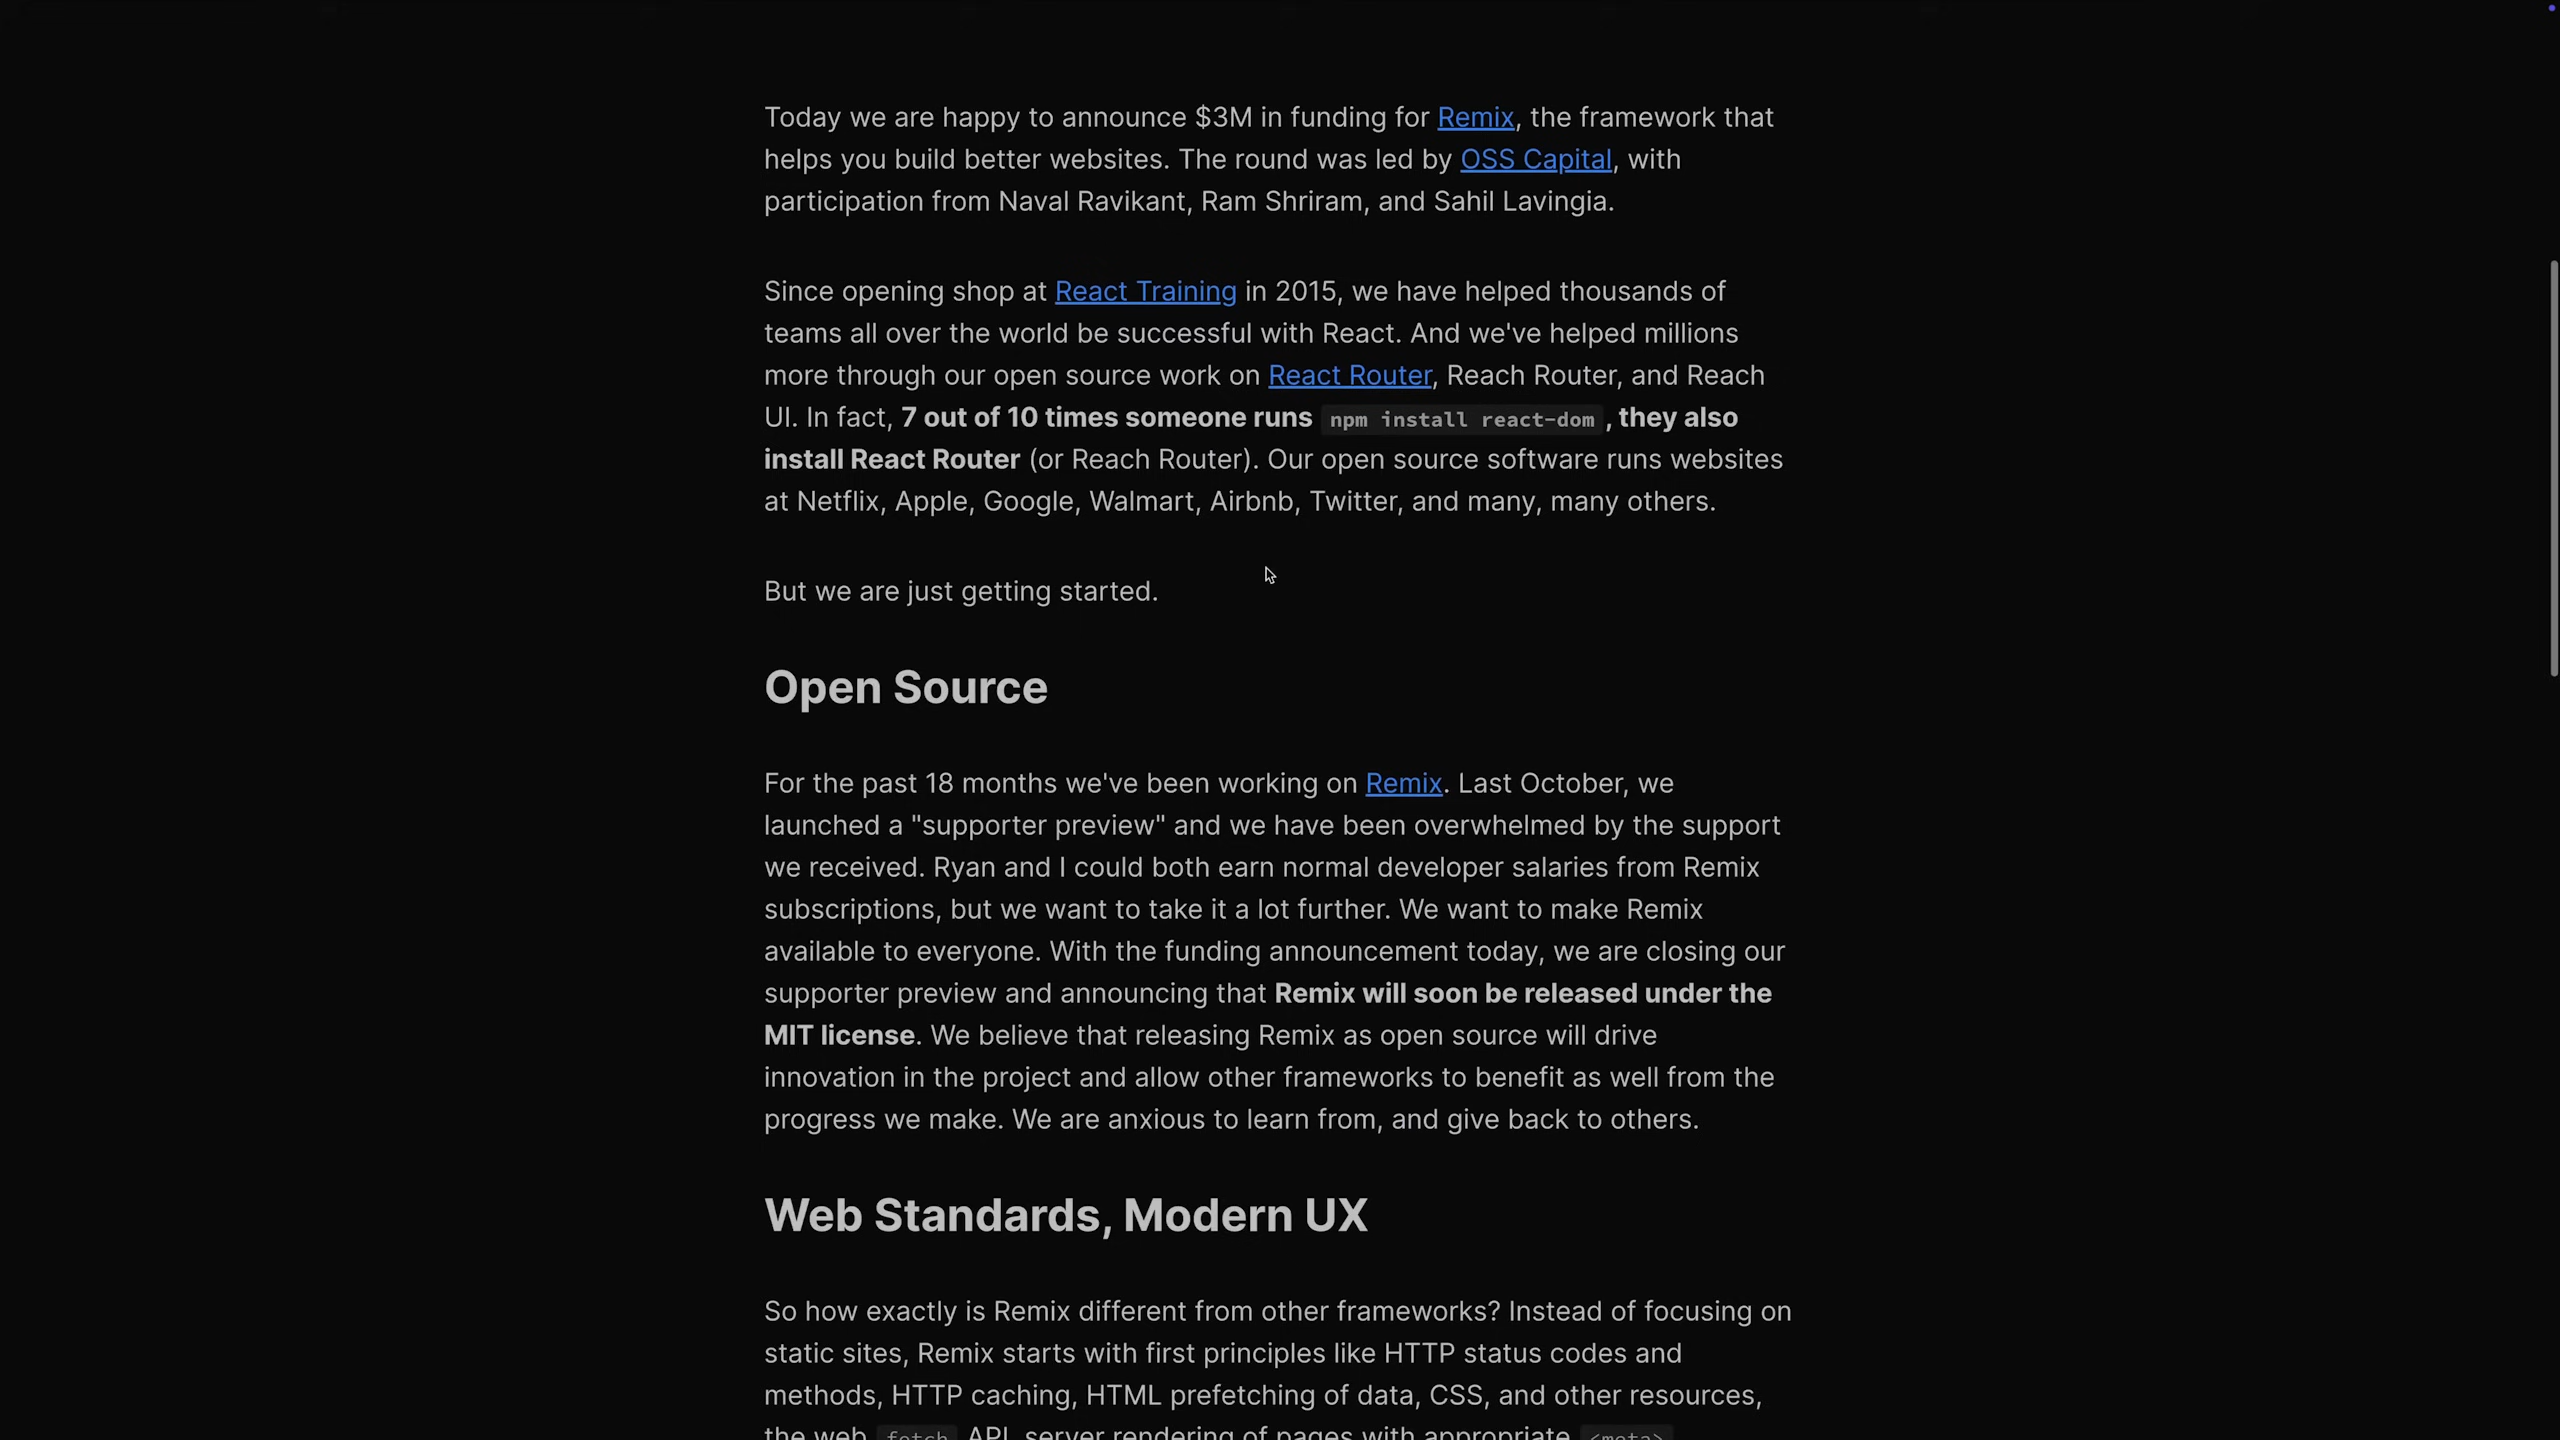 Today we are happy to announce $3M in funding for Remix, the framework that
helps you build better websites. The round was led by OSS Capital, with
participation from Naval Ravikant, Ram Shriram, and Sahil Lavingia.
Since opening shop at React Training in 2015, we have helped thousands of
teams all over the world be successful with React. And we've helped millions
more through our open source work on React Router, Reach Router, and Reach
UI. In fact, 7 out of 10 times someone runs npm install react-dom, they also
install React Router (or Reach Router). Our open source software runs websites
at Netflix, Apple, Google, Walmart, Airbnb, Twitter, and many, many others.
But we are just getting started.
Open Source
For the past 18 months we've been working on Remix. Last October, we
launched a "supporter preview" and we have been overwhelmed by the support
we received. Ryan and I could both earn normal developer salaries from Remix
subscriptions, but we want to take it a lot further. We want to make Remix
available to everyone. With the funding announcement today, we are closing our
supporter preview and announcing that Remix will soon be released under the
MIT license. We believe that releasing Remix as open source will drive
innovation in the project and allow other frameworks to benefit as well from the
progress we make. We are anxious to learn from, and give back to others.
Web Standards, Modern UX
So how exactly is Remix different from other frameworks? Instead of focusing on
static sites, Remix starts with first principles like HTTP status codes and
methods, HTTP caching, HTML prefetching of data, CSS, and other resources,
the web fetch API, server rendering of pages with appropriate <meta>